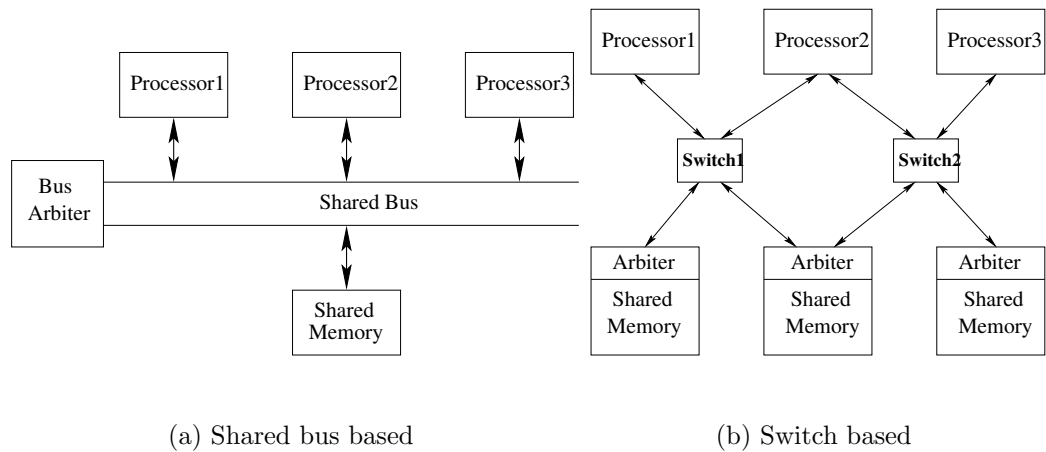 Processor1
Processor2
Processor3
Bus
Arbiter
Shared Bus
Shared
Memory
(a) Shared bus based
Processor1
Processor2
Processor3
Switch1
Switch2
Arbiter
Shared
Memory
Arbiter
Shared
Memory
Arbiter
Shared
Memory
(b) Switch based